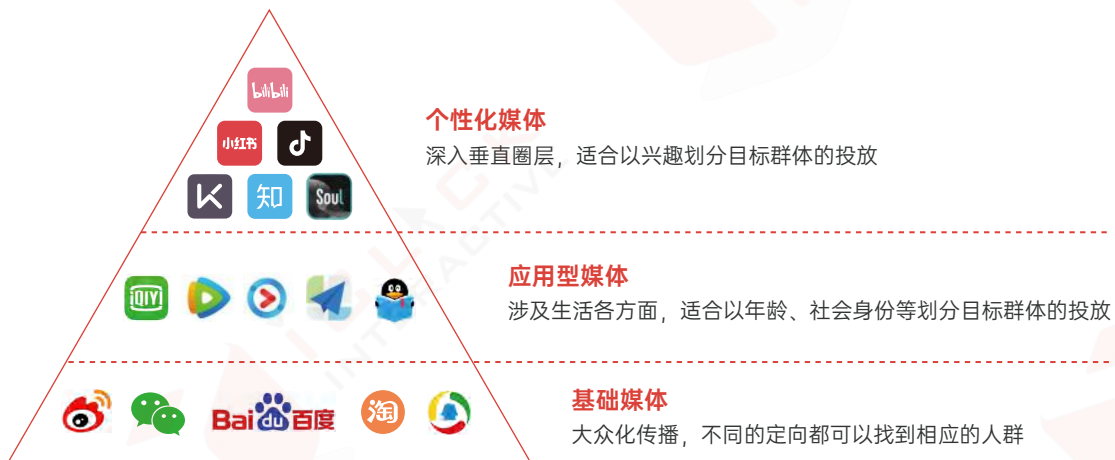 bilibili
个性化媒体
小红书
深入垂直圈层，适合以兴趣划分目标群体的投放
知
Soul
应用型媒体
iQIYI
涉及生活各方面，适合以年龄、社会身份等划分目标群体的投放
基础媒体
Bai du 百度
淘
大众化传播，不同的定向都可以找到相应的人群
INTERACTIVE